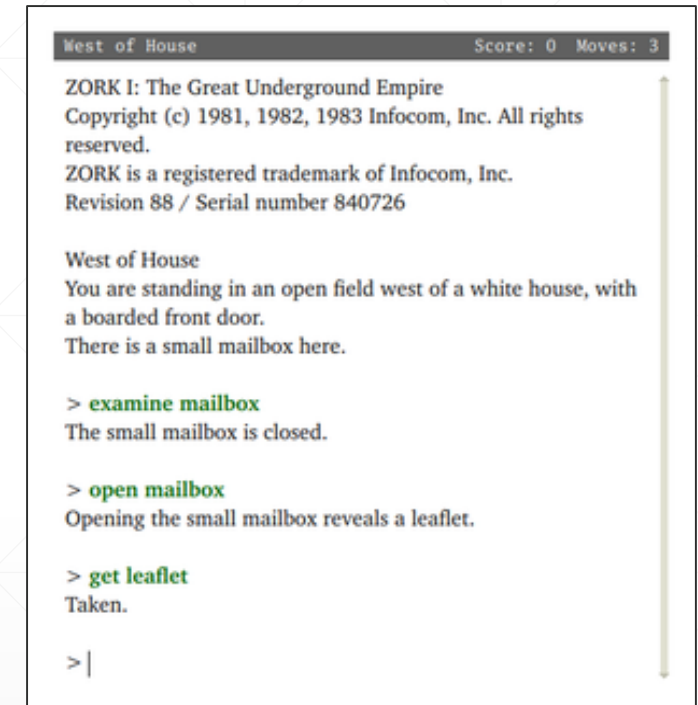 West of House Score: 0 Moves: 3
ZORK I: The Great Underground Empire
Copyright (c) 1981, 1982, 1983 Infocom, Inc. All rights
reserved.
ZORK is a registered trademark of Infocom, Inc.
Revision 88 / Serial number 840726
West of House
You are standing in an open field west of a white house, with
a boarded front door.
There is a small mailbox here.
> examine mailbox
The small mailbox is closed.
> open mailbox
Opening the small mailbox reveals a leaflet.
> get leaflet
Taken.
>